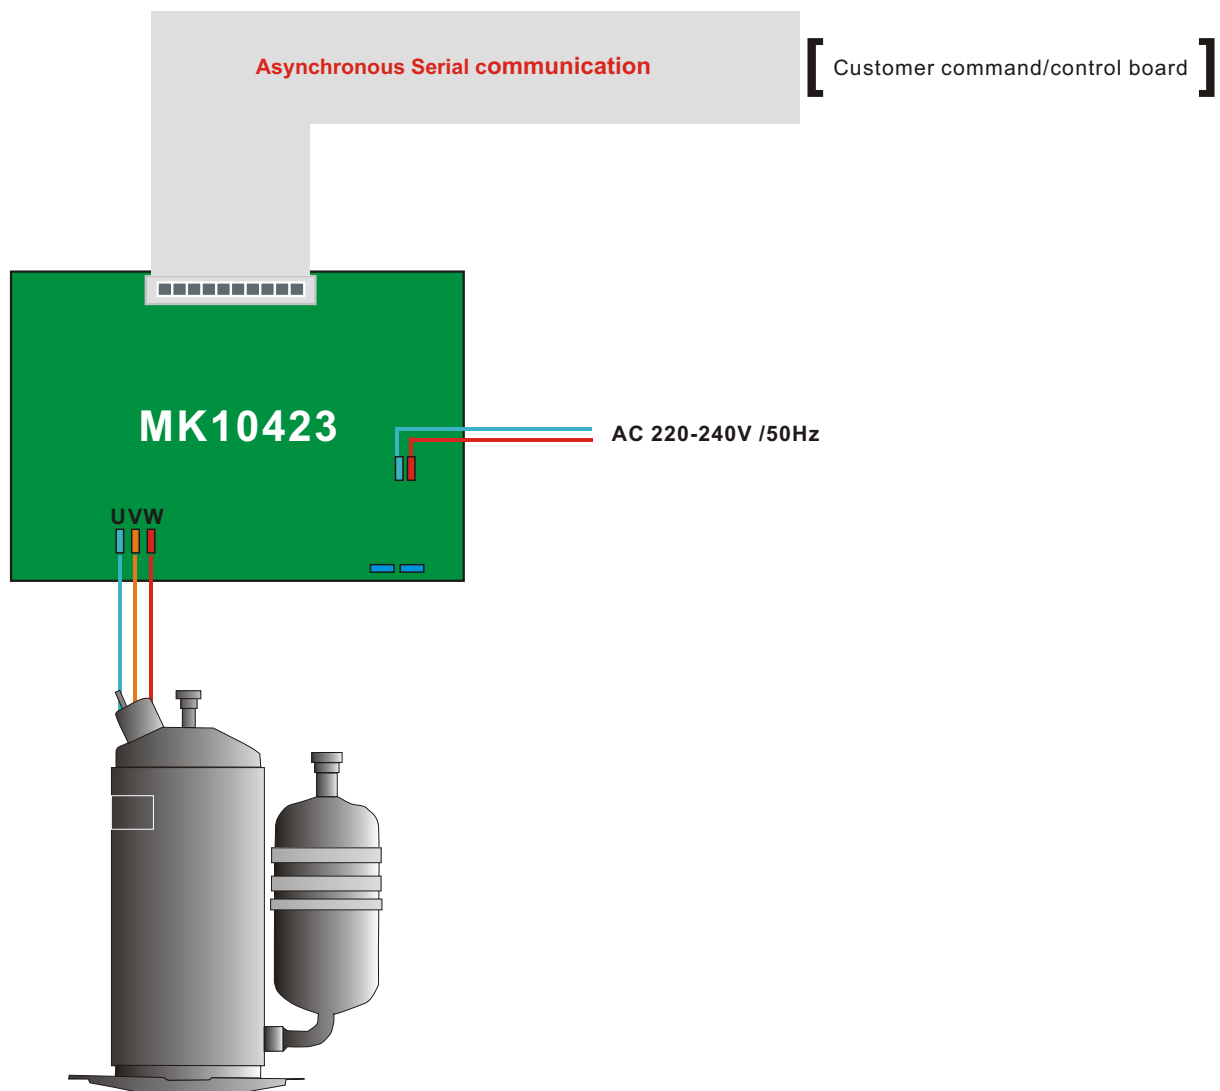 Asynchronous Serial communication
[ Customer command/control board ]
MK10423
AC 220-240V /50Hz
UVW